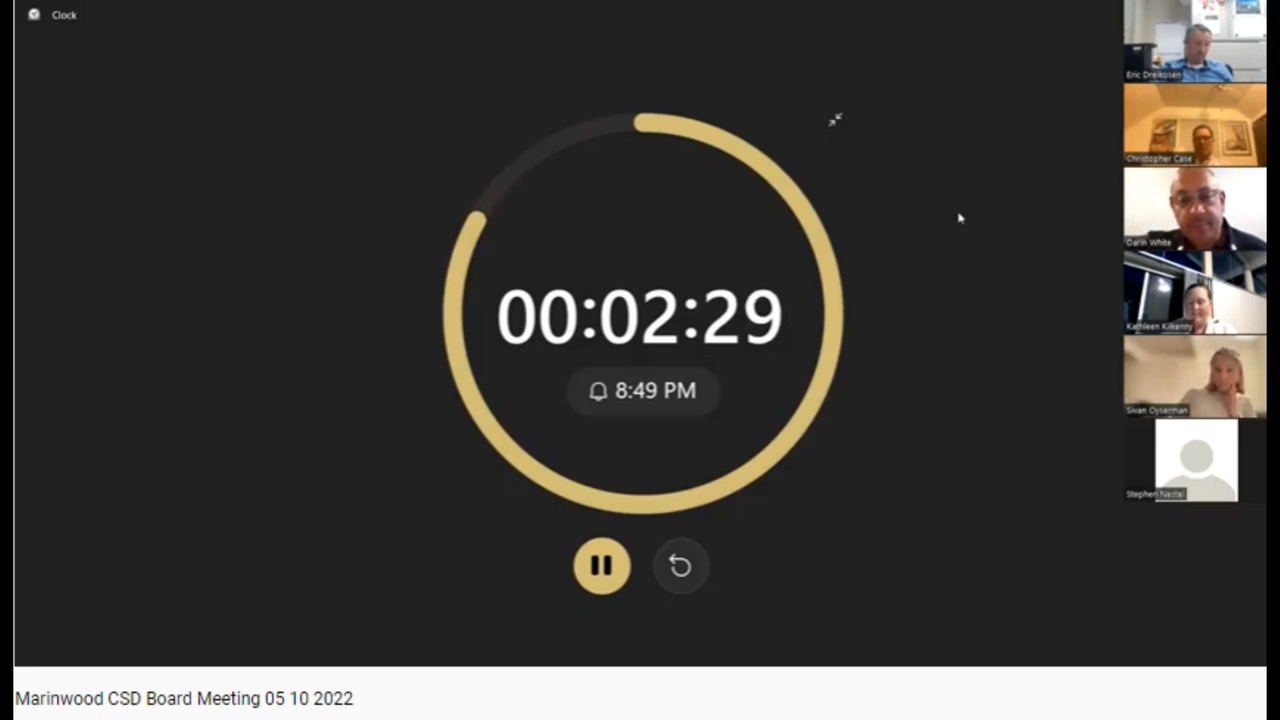 Clock
00:02:29
8:49 PM
Eric Dreikosen
Christopher Case
Darin White
Kathleen Kilkenny
Sivan Oyserman
Stephen Nestel
Marinwood CSD Board Meeting 05 10 2022